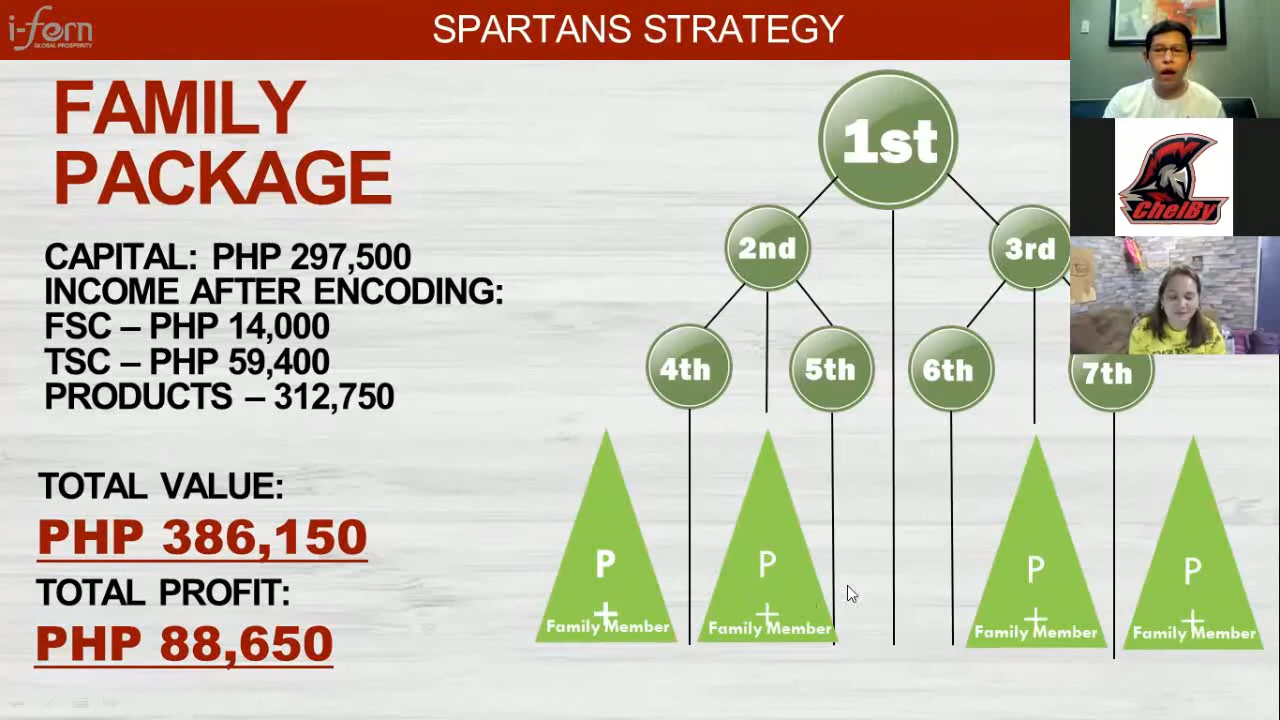 i-fern
GLOBAL PROSPERITY
SPARTANS STRATEGY
FAMILY
PACKAGE
CAPITAL: PHP 297,500
INCOME AFTER ENCODING:
FSC – PHP 14,000
TSC – PHP 59,400
PRODUCTS – 312,750
TOTAL VALUE:
PHP 386,150
TOTAL PROFIT:
PHP 88,650
1st
2nd
3rd
4th
5th
6th
7th
P
+
Family Member
P
+
Family Member
P
+
Family Member
P
+
Family Member
ChelBy